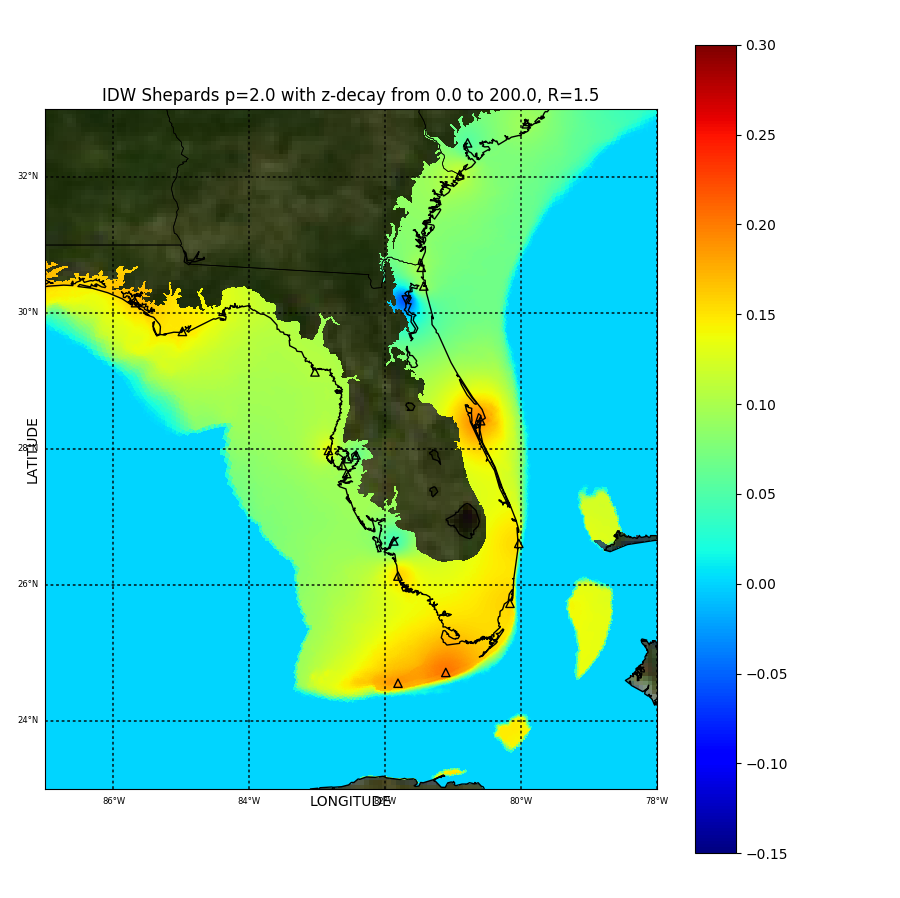 IDW Shepards p=2.0 with z-decay from 0.0 to 200.0, R=1.5
0.30
0.25
0.20
0.15
0.10
0.05
0.00
−0.05
−0.10
−0.15
32°N
30°N
28°N
26°N
24°N
LATITUDE
86°W
84°W
82°W
80°W
78°W
LONGITUDE